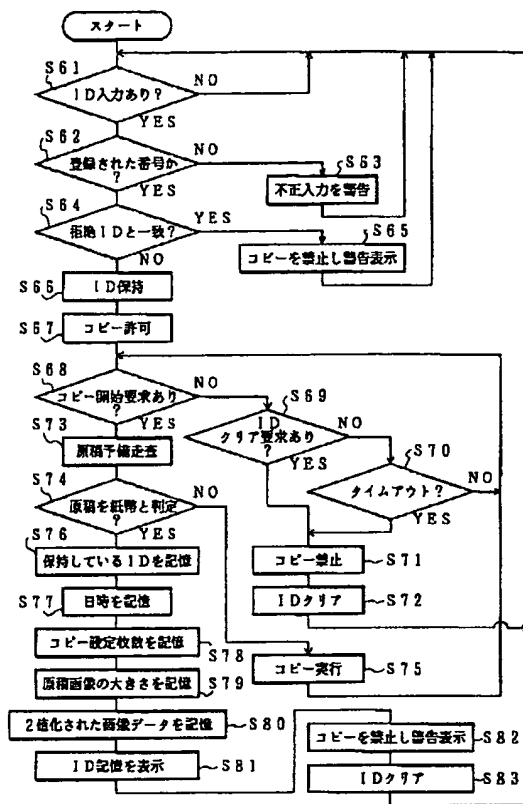 スタート
S61
ID入力あり?
NO
YES
S62
登録された番号か
?
NO
YES
S63
不正入力を警告
S64
拒絶IDと一致?
YES
NO
S65
コピーを禁止し警告表示
S66
ID保持
S67
コピー許可
S68
コピー開始要求あり
?
NO
YES
S69
ID
クリア要求あり
?
NO
YES
S70
タイムアウト?
NO
YES
S73
原稿予備走査
S74
原稿を紙幣と判定
?
NO
YES
S71
コピー禁止
S72
IDクリア
S75
コピー実行
S76
保持しているIDを記憶
S77
日時を記憶
コピー設定枚数を記憶
S78
原稿画像の大きさを記憶
S79
2値化された画像データを記憶
S80
ID記憶を表示
S81
コピーを禁止し警告表示
S82
IDクリア
S83